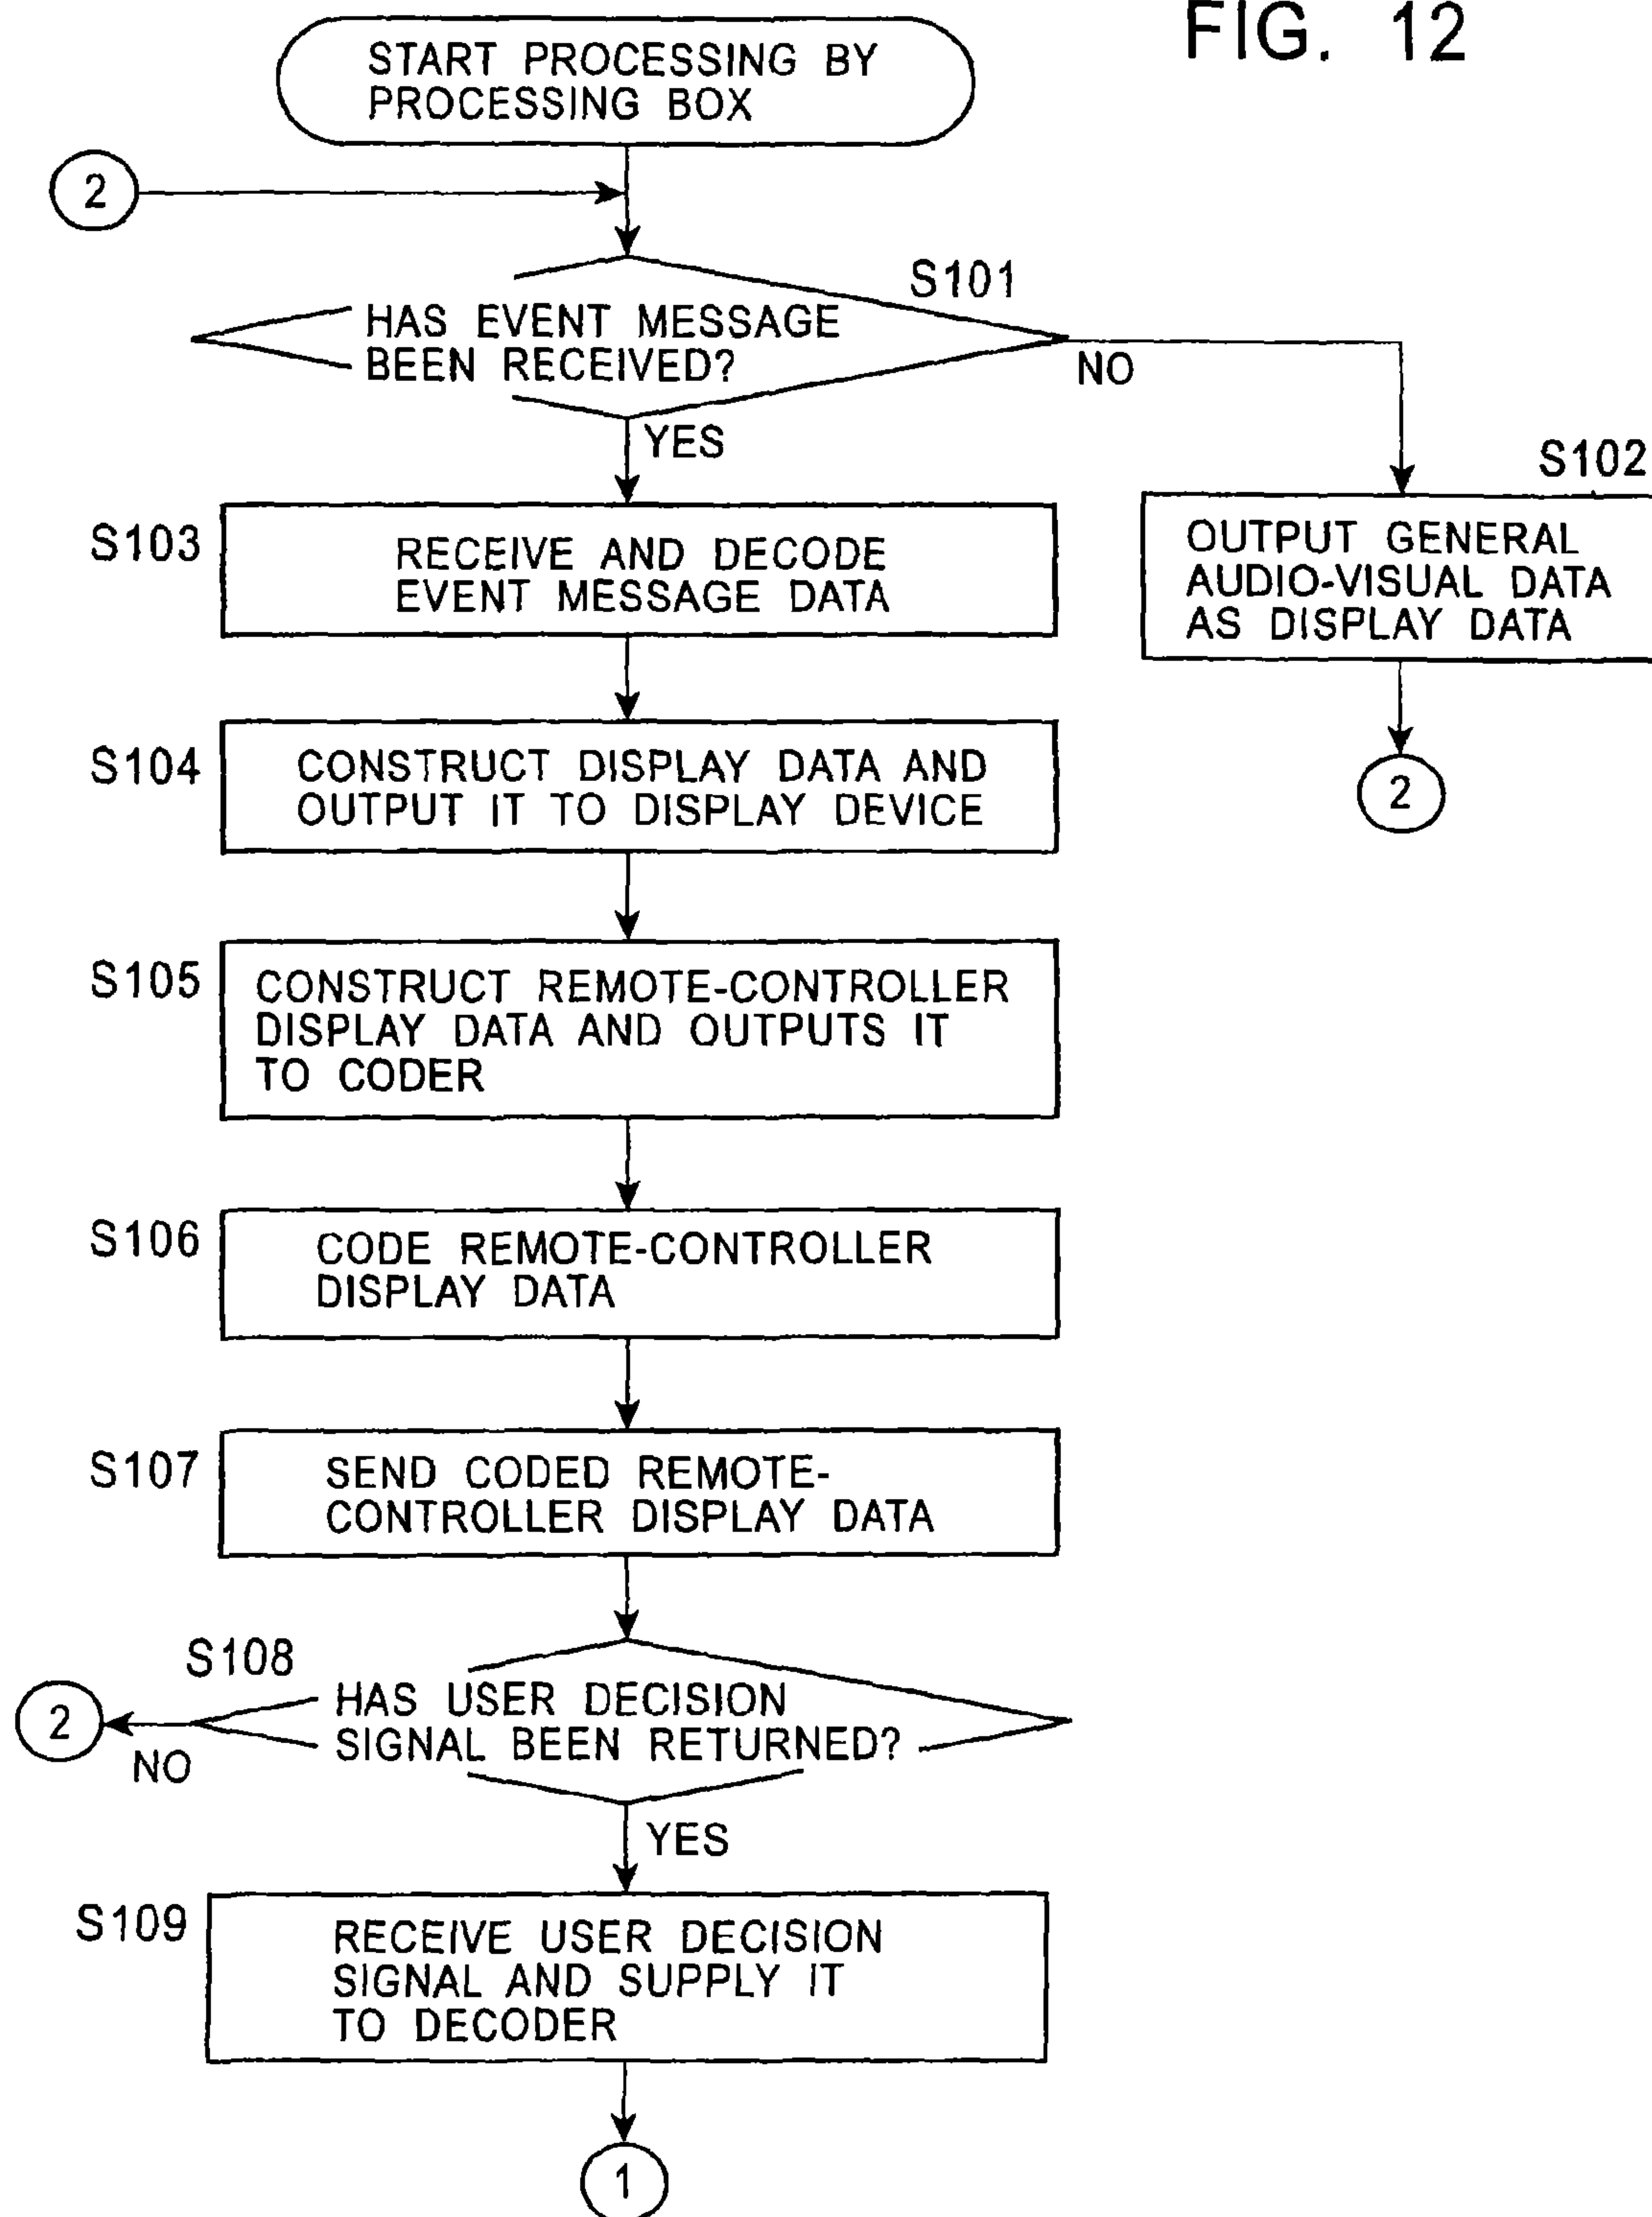 FIG. 12
START PROCESSING BY
PROCESSING BOX
2
S101
HAS EVENT MESSAGE
BEEN RECEIVED?
NO
YES
S102
OUTPUT GENERAL
AUDIO-VISUAL DATA
AS DISPLAY DATA
2
S103
RECEIVE AND DECODE
EVENT MESSAGE DATA
S104
CONSTRUCT DISPLAY DATA AND
OUTPUT IT TO DISPLAY DEVICE
S105
CONSTRUCT REMOTE-CONTROLLER
DISPLAY DATA AND OUTPUTS IT
TO CODER
S106
CODE REMOTE-CONTROLLER
DISPLAY DATA
S107
SEND CODED REMOTE-
CONTROLLER DISPLAY DATA
S108
HAS USER DECISION
SIGNAL BEEN RETURNED?
2
NO
YES
S109
RECEIVE USER DECISION
SIGNAL AND SUPPLY IT
TO DECODER
1